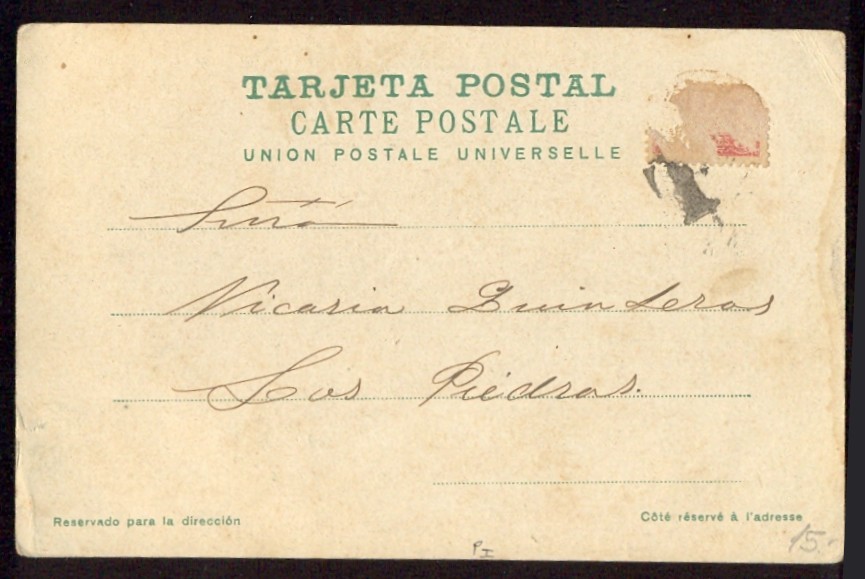 TARJETA POSTAL
CARTE POSTALE
UNION POSTALE UNIVERSELLE
Vicaria Quinteros
Las Piedras.
Reservado para la dirección
Côté réservé à l'adresse
15.-